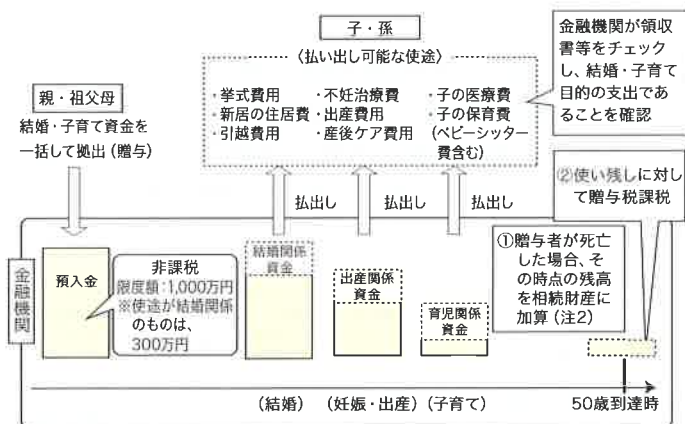 子・孫
〈払い出し可能な使途〉
・挙式費用
・新居の住居費
・引越費用
・不妊治療費
・出産費用
・産後ケア費用
・子の医療費
・子の保育費
(ベビーシッター
費含む)
金融機関が領収
書等をチェック
し、結婚・子育て
目的の支出であ
ることを確認
親・祖父母
結婚・子育て資金を
一括して拠出(贈与)
払出し
払出し
払出し
②使い残しに対し
て贈与税課税
金融機関
預入金
非課税
限度額:1,000万円
※使途が結婚関係
のものは、
300万円
結婚関係
資金
出産関係
資金
育児関係
資金
①贈与者が死亡
した場合、そ
の時点の残高
を相続財産に
加算(注2)
(結婚)
(妊娠・出産)
(子育て)
50歳到達時